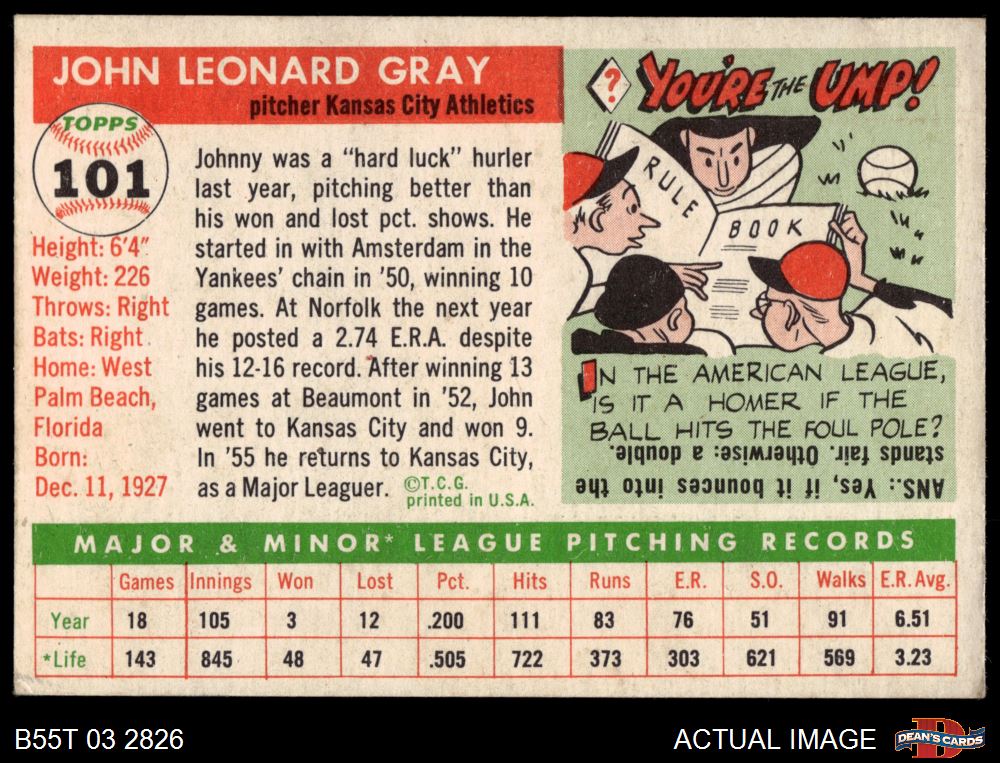 JOHN LEONARD GRAY
pitcher Kansas City Athletics
TOPPS
101
Height: 6'4"
Weight: 226
Throws: Right
Bats: Right
Home: West
Palm Beach,
Florida
Born:
Dec. 11, 1927
Johnny was a “hard luck” hurler
last year, pitching better than
his won and lost pct. shows. He
started in with Amsterdam in the
Yankees' chain in '50, winning 10
games. At Norfolk the next year
he posted a 2.74 E.R.A. despite
his 12-16 record. After winning 13
games at Beaumont in '52, John
went to Kansas City and won 9.
In '55 he returns to Kansas City,
as a Major Leaguer. ©T.C.G.
printed in U.S.A.
? YOU'RE THE UMP!
RULE
BOOK
IN THE AMERICAN LEAGUE,
IS IT A HOMER IF THE
BALL HITS THE FOUL POLE?
ANS.: Yes, if it bounces into the
stands fair. Otherwise: a double.
MAJOR & MINOR* LEAGUE PITCHING RECORDS
Games Innings Won Lost Pct. Hits Runs E.R. S.O. Walks E.R. Avg.
Year 18 105 3 12 .200 111 83 76 51 91 6.51
*Life 143 845 48 47 .505 722 373 303 621 569 3.23
B55T 03 2826
ACTUAL IMAGE
D
DEAN'S CARDS